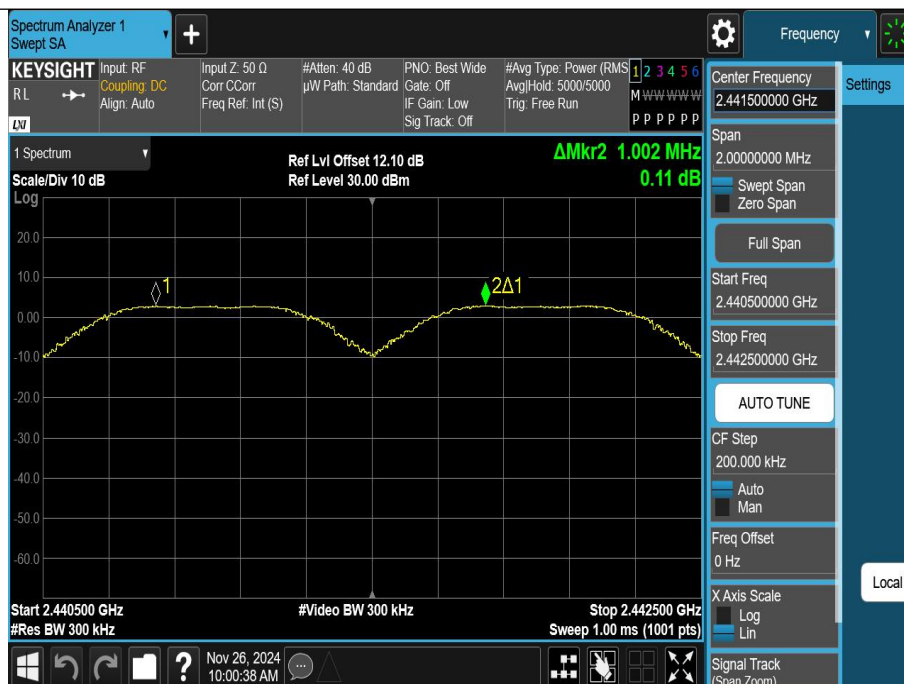 Spectrum Analyzer 1
Swept SA
Frequency
KEYSIGHT
R L
LXI
Input: RF
Coupling: DC
Align: Auto
Input Z: 50 Ω
Corr CCorr
Freq Ref: Int (S)
#Atten: 40 dB
µW Path: Standard
PNO: Best Wide
Gate: Off
IF Gain: Low
Sig Track: Off
#Avg Type: Power (RMS
Avg|Hold: 5000/5000
Trig: Free Run
1 2 3 4 5 6
M W W W W W
P P P P P P
1 Spectrum
Scale/Div 10 dB
Ref Lvl Offset 12.10 dB
Ref Level 30.00 dBm
ΔMkr2 1.002 MHz
0.11 dB
Log
20.0
10.0
0.00
-10.0
-20.0
-30.0
-40.0
-50.0
-60.0
1
2Δ1
Start 2.440500 GHz
#Res BW 300 kHz
#Video BW 300 kHz
Stop 2.442500 GHz
Sweep 1.00 ms (1001 pts)
Center Frequency
2.441500000 GHz
Settings
Span
2.00000000 MHz
Swept Span
Zero Span
Full Span
Start Freq
2.440500000 GHz
Stop Freq
2.442500000 GHz
AUTO TUNE
CF Step
200.000 kHz
Auto
Man
Freq Offset
0 Hz
Local
X Axis Scale
Log
Lin
Signal Track
(Span Zoom)
?
Nov 26, 2024
10:00:38 AM